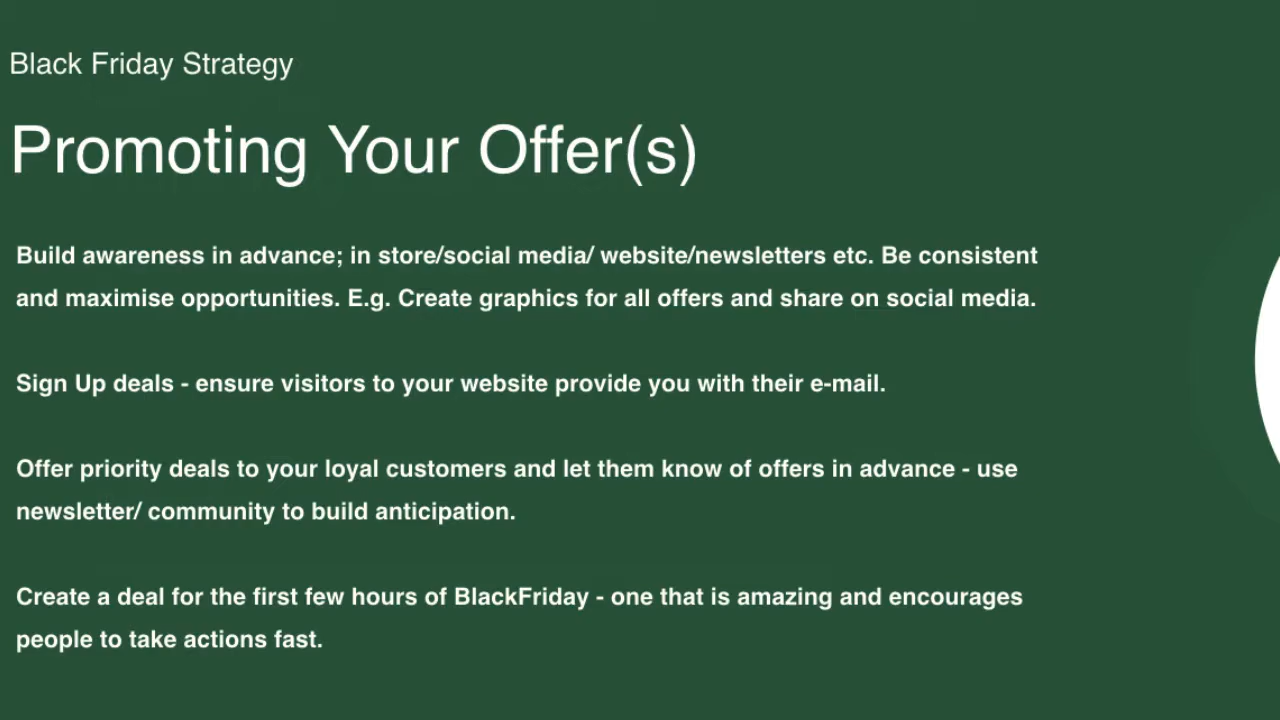 Black Friday Strategy
Promoting Your Offer(s)
Build awareness in advance; in store/social media/ website/newsletters etc. Be consistent
and maximise opportunities. E.g. Create graphics for all offers and share on social media.
Sign Up deals - ensure visitors to your website provide you with their e-mail.
Offer priority deals to your loyal customers and let them know of offers in advance - use
newsletter/ community to build anticipation.
Create a deal for the first few hours of BlackFriday - one that is amazing and encourages
people to take actions fast.